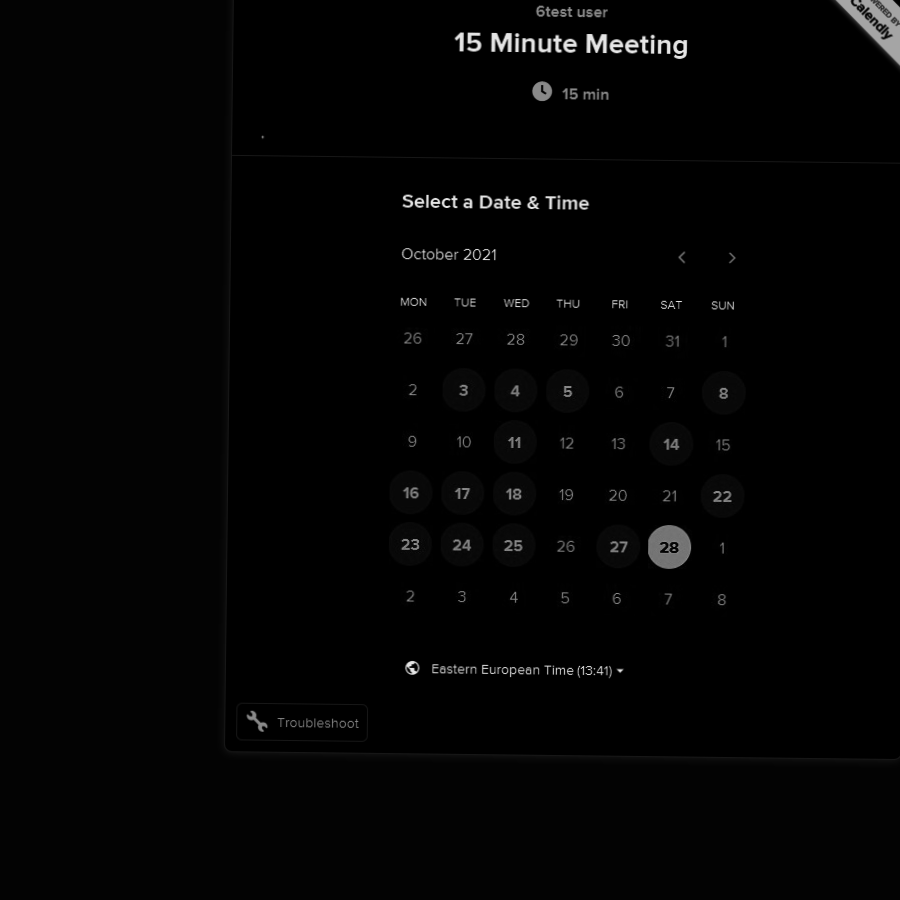 6test user
15 Minute Meeting
15 min
POWERED BY
Calendly
Select a Date & Time
October 2021
MON TUE WED THU FRI SAT SUN
26 27 28 29 30 31 1
2 3 4 5 6 7 8
9 10 11 12 13 14 15
16 17 18 19 20 21 22
23 24 25 26 27 28 1
2 3 4 5 6 7 8
Eastern European Time (13:41)
Troubleshoot